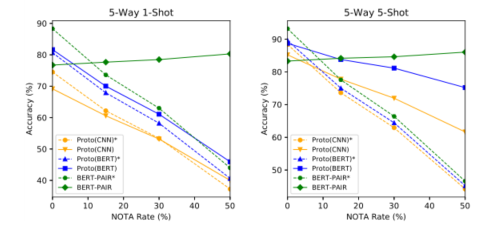 5-Way 1-Shot
90
80
70
60
50
40
Accuracy (%)
Proto(CNN)*
Proto(CNN)
Proto(BERT)*
Proto(BERT)
BERT-PAIR*
BERT-PAIR
0 10 20 30 40 50
NOTA Rate (%)
5-Way 5-Shot
90
80
70
60
50
Accuracy (%)
Proto(CNN)*
Proto(CNN)
Proto(BERT)*
Proto(BERT)
BERT-PAIR*
BERT-PAIR
0 10 20 30 40 50
NOTA Rate (%)